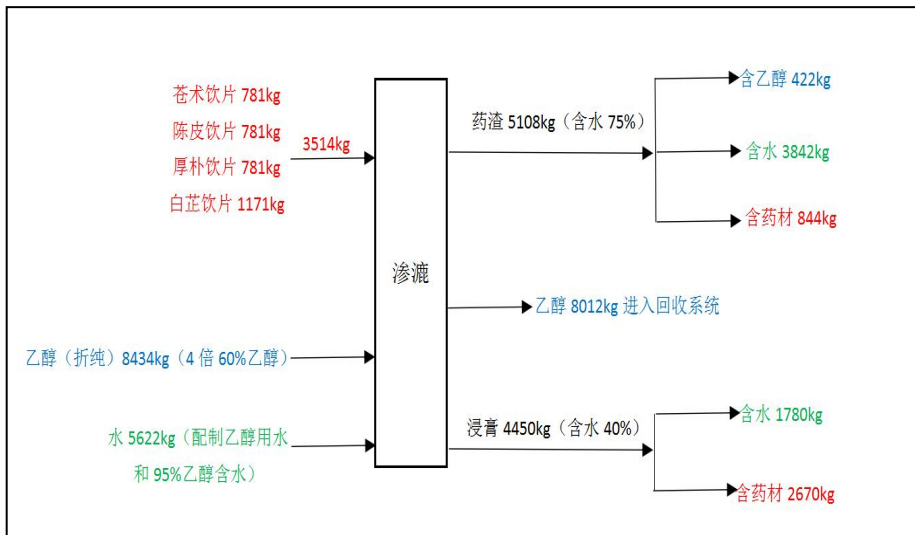 苍术饮片 781kg
陈皮饮片 781kg
厚朴饮片 781kg
白芷饮片 1171kg
3514kg
乙醇（折纯）8434kg（4 倍 60%乙醇）
水 5622kg（配制乙醇用水
和 95%乙醇含水）
渗漉
药渣 5108kg（含水 75%）
含乙醇 422kg
含水 3842kg
含药材 844kg
乙醇 8012kg 进入回收系统
浸膏 4450kg（含水 40%）
含水 1780kg
含药材 2670kg